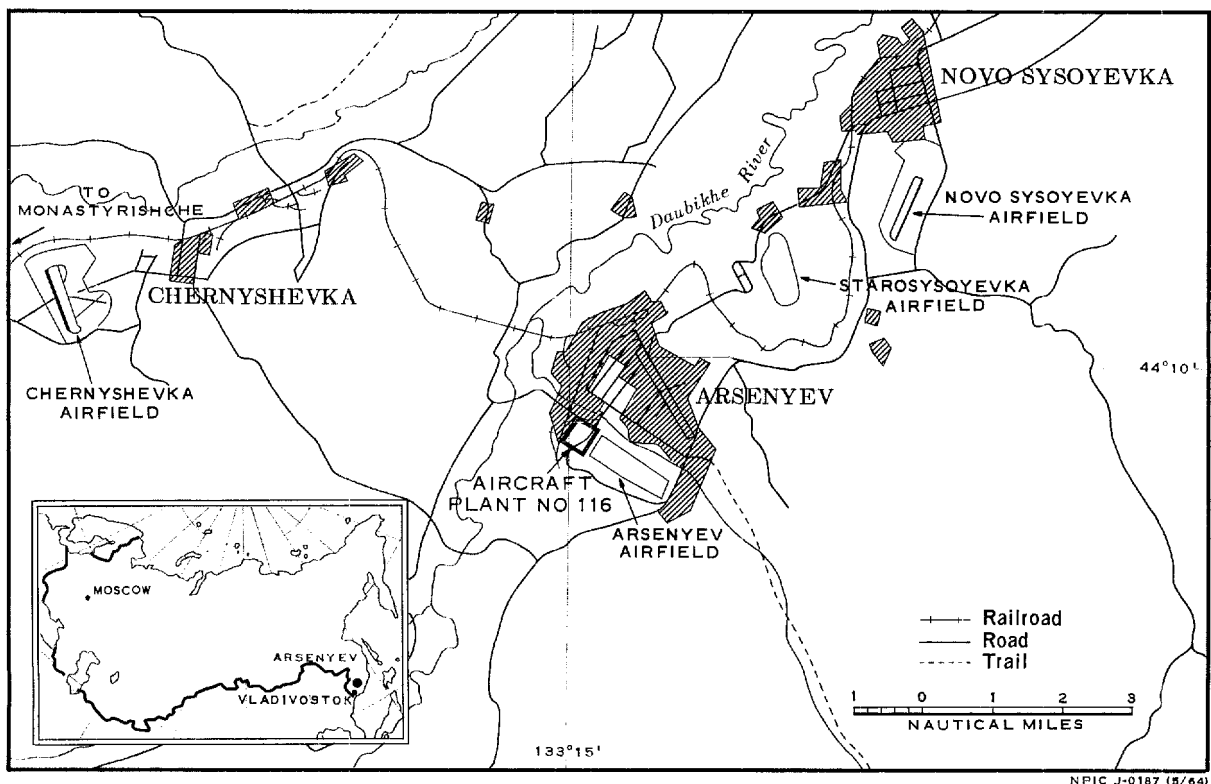 NOVO SYSOYEVKA
Daubikhe River
TO
MONASTYRISHCHE
NOVO SYSOYEVKA
AIRFIELD
CHERNYSHEVKA
STAROSYSOYEVKA
AIRFIELD
44°10'
CHERNYSHEVKA
AIRFIELD
ARSENYEV
AIRCRAFT
PLANT NO 116
ARSENYEV
AIRFIELD
MOSCOW
ARSENYEV
VLADIVOSTOK
Railroad
Road
Trail
1 0 1 2 3
NAUTICAL MILES
133°15'
NPIC J-0187 (5/64)